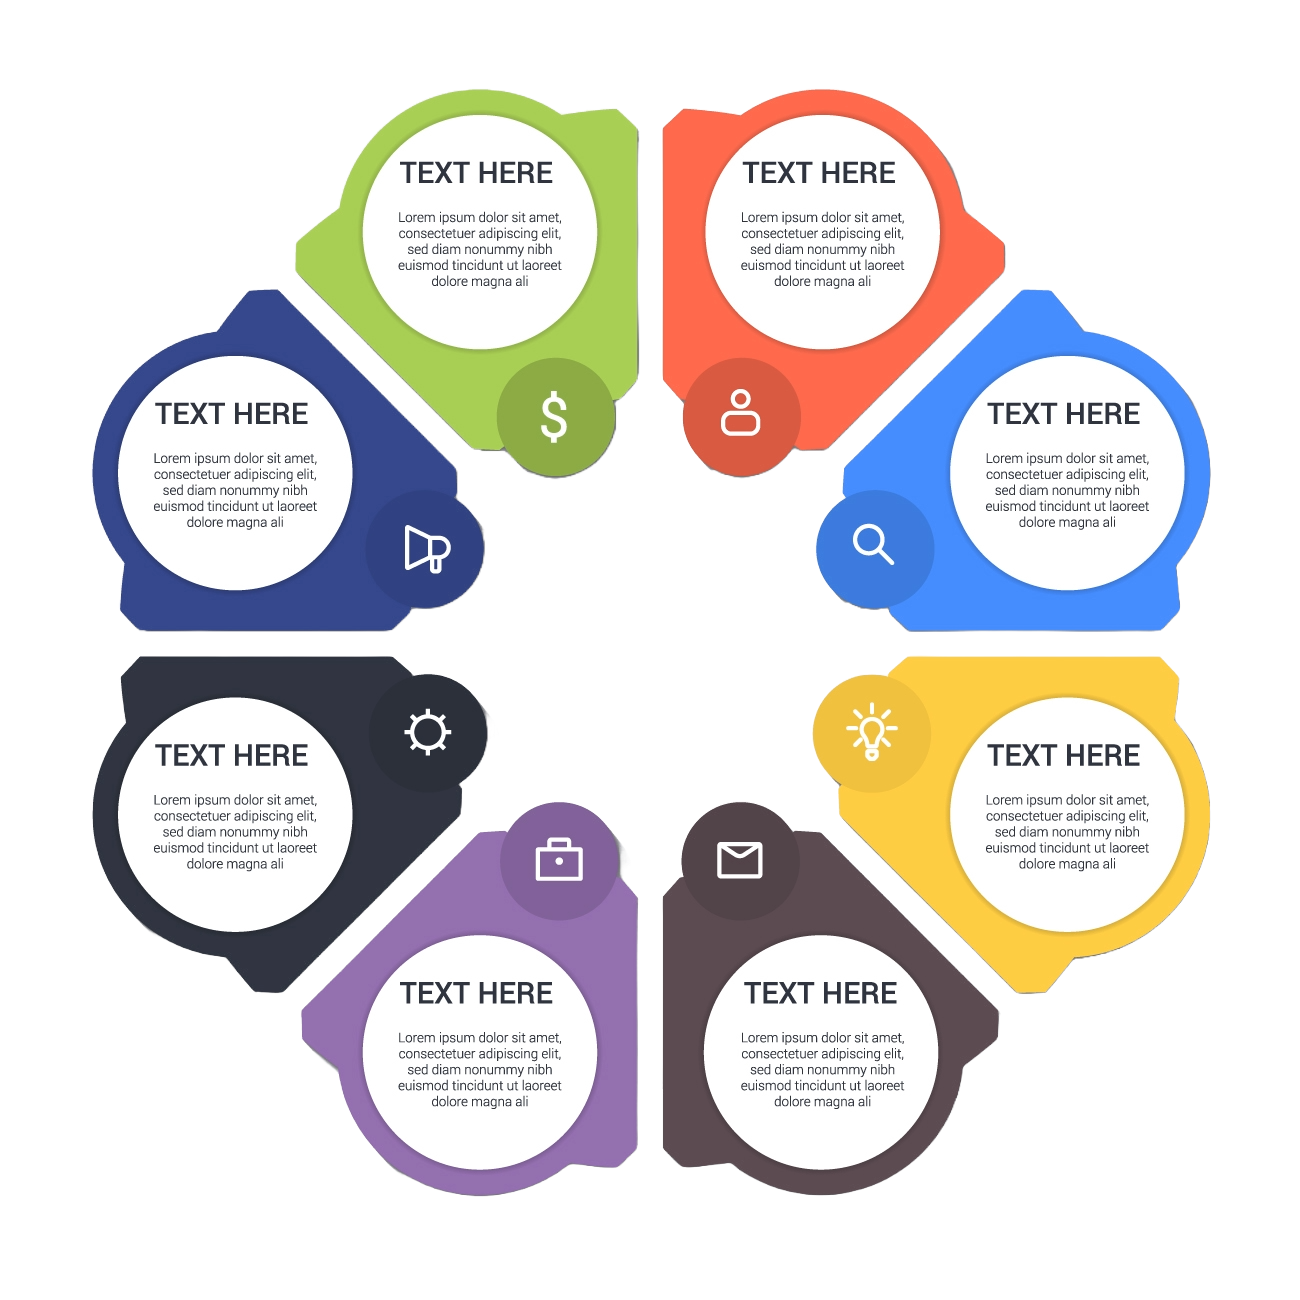 TEXT HERE
Lorem ipsum dolor sit amet,
consectetuer adipiscing elit,
sed diam nonummy nibh
euismod tincidunt ut laoreet
dolore magna ali
TEXT HERE
Lorem ipsum dolor sit amet,
consectetuer adipiscing elit,
sed diam nonummy nibh
euismod tincidunt ut laoreet
dolore magna ali
TEXT HERE
Lorem ipsum dolor sit amet,
consectetuer adipiscing elit,
sed diam nonummy nibh
euismod tincidunt ut laoreet
dolore magna ali
TEXT HERE
Lorem ipsum dolor sit amet,
consectetuer adipiscing elit,
sed diam nonummy nibh
euismod tincidunt ut laoreet
dolore magna ali
TEXT HERE
Lorem ipsum dolor sit amet,
consectetuer adipiscing elit,
sed diam nonummy nibh
euismod tincidunt ut laoreet
dolore magna ali
TEXT HERE
Lorem ipsum dolor sit amet,
consectetuer adipiscing elit,
sed diam nonummy nibh
euismod tincidunt ut laoreet
dolore magna ali
TEXT HERE
Lorem ipsum dolor sit amet,
consectetuer adipiscing elit,
sed diam nonummy nibh
euismod tincidunt ut laoreet
dolore magna ali
TEXT HERE
Lorem ipsum dolor sit amet,
consectetuer adipiscing elit,
sed diam nonummy nibh
euismod tincidunt ut laoreet
dolore magna ali